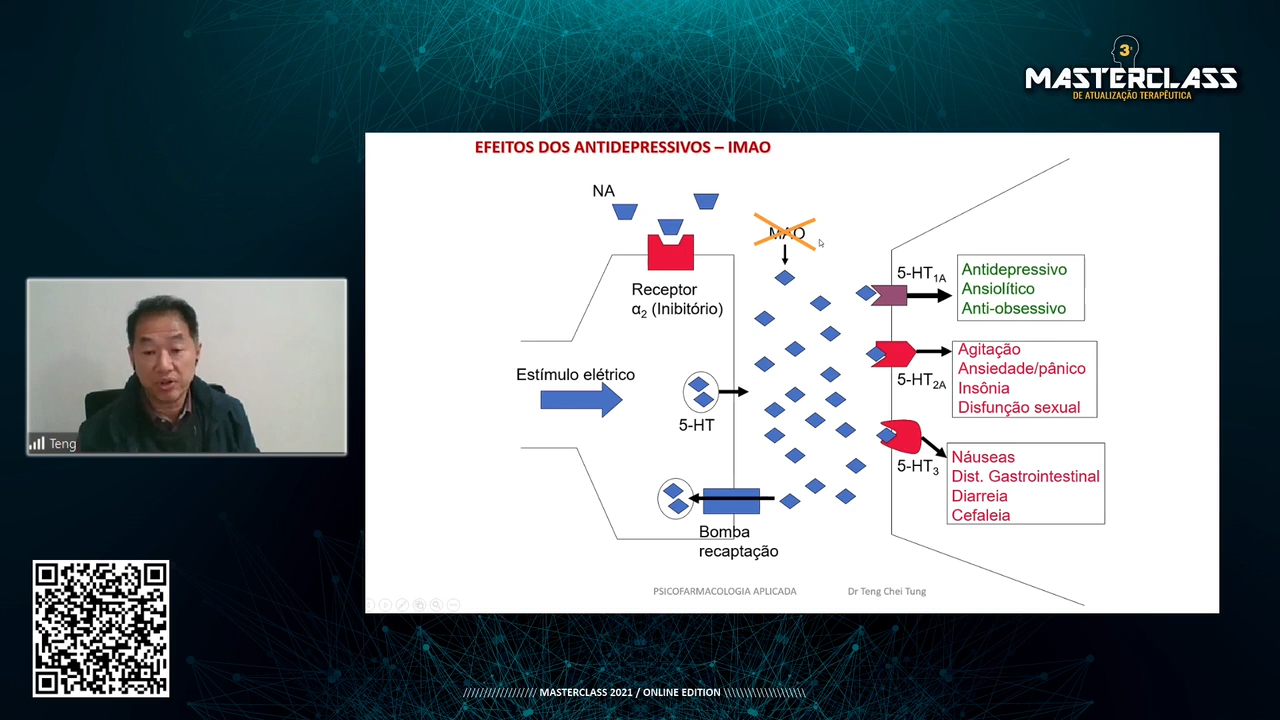 3ª
MASTERCLASS
DE ATUALIZAÇÃO TERAPÊUTICA
EFEITOS DOS ANTIDEPRESSIVOS – IMAO
NA
MAO
Receptor
α2 (Inibitório)
5-HT1A
Antidepressivo
Ansiolítico
Anti-obsessivo
Estímulo elétrico
5-HT
5-HT2A
Agitação
Ansiedade/pânico
Insônia
Disfunção sexual
5-HT3
Náuseas
Dist. Gastrointestinal
Diarreia
Cefaleia
Bomba
recaptação
PSICOFARMACOLOGIA APLICADA
Dr Teng Chei Tung
Teng
////////////////// MASTERCLASS 2021 / ONLINE EDITION \\\\\\\\\\\\\\\\\\\\